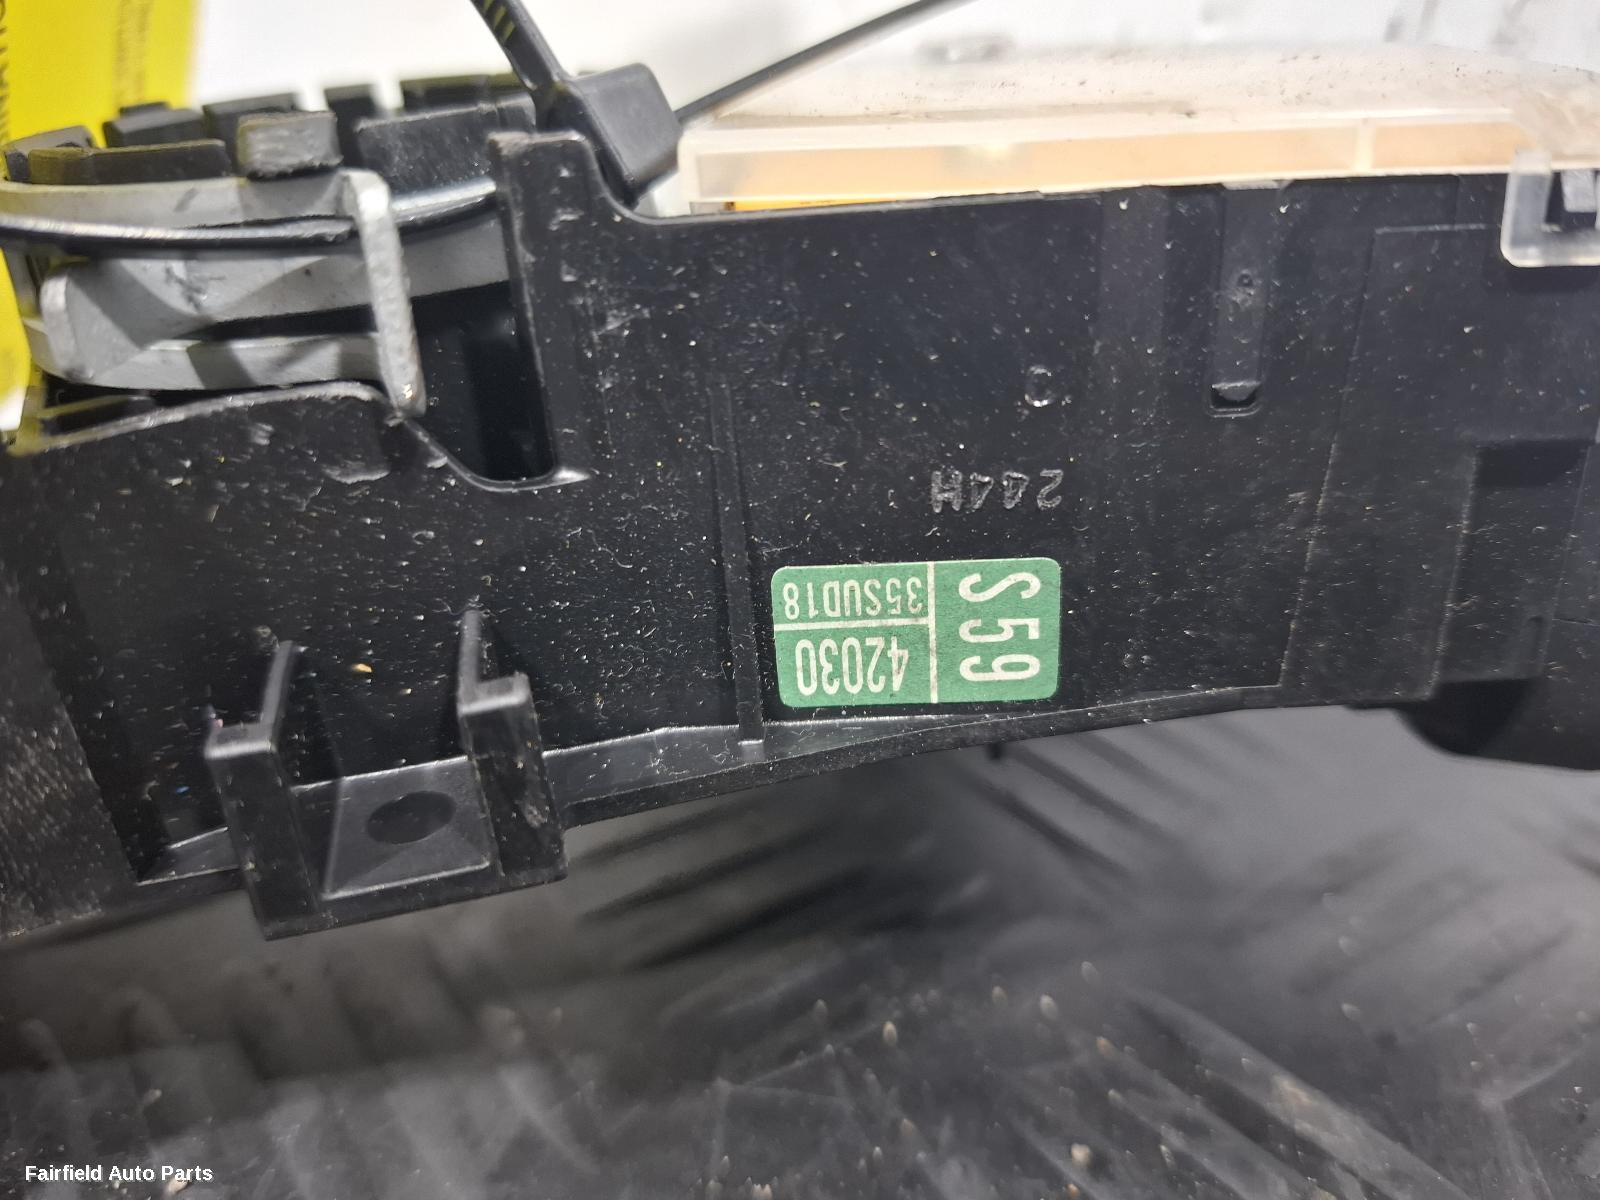 C
244H
S59
42030
35SUD18
Fairfield Auto Parts